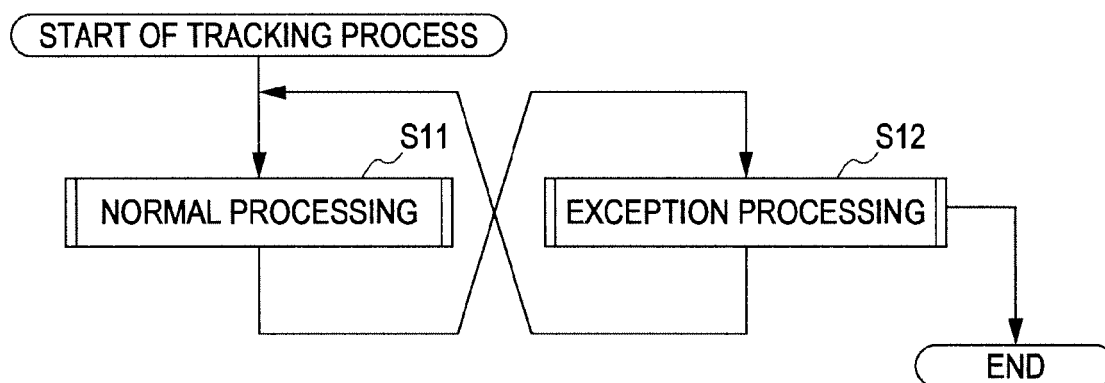 START OF TRACKING PROCESS
S11
S12
NORMAL PROCESSING
EXCEPTION PROCESSING
END